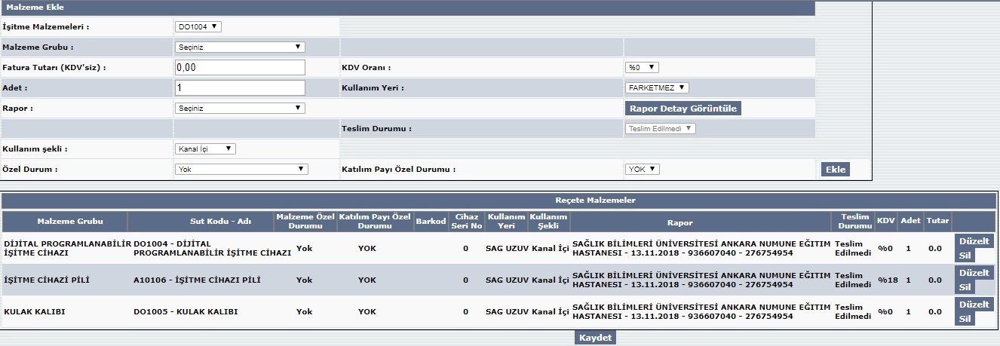 Malzeme Ekle
İşitme Malzemeleri : DO1004
Malzeme Grubu : Seçiniz
Fatura Tutarı (KDV'siz) : 0,00 KDV Oranı : %0
Adet : 1 Kullanım Yeri : FARKETMEZ
Rapor : Seçiniz Rapor Detay Görüntüle
Teslim Durumu : Teslim Edilmedi
Kullanım şekli : Kanal İçi
Özel Durum : Yok Katılım Payı Özel Durumu : YOK Ekle
Reçete Malzemeler
Malzeme Grubu Sut Kodu - Adı Malzeme Özel Durumu Katılım Payı Özel Durumu Barkod Cihaz Seri No Kullanım Yeri Kullanım Şekli Rapor Teslim Durumu KDV Adet Tutar
DİJİTAL PROGRAMLANABİLİR İŞİTME CİHAZI DO1004 - DİJİTAL PROGRAMLANABİLİR İŞİTME CİHAZI Yok YOK 0 SAG UZUV Kanal İçi SAĞLIK BİLİMLERİ ÜNİVERSİTESİ ANKARA NUMUNE EĞITIM HASTANESI - 13.11.2018 - 936607040 - 276754954 Teslim Edilmedi %0 1 0.0 Düzelt Sil
İŞİTME CİHAZİ PİLİ A10106 - İŞİTME CİHAZI PİLİ Yok YOK 0 SAG UZUV Kanal İçi SAĞLIK BİLİMLERİ ÜNİVERSİTESİ ANKARA NUMUNE EĞITIM HASTANESI - 13.11.2018 - 936607040 - 276754954 Teslim Edilmedi %18 1 0.0 Düzelt Sil
KULAK KALIBI DO1005 - KULAK KALIBI Yok YOK 0 SAG UZUV Kanal İçi SAĞLIK BİLİMLERİ ÜNİVERSİTESİ ANKARA NUMUNE EĞITIM HASTANESI - 13.11.2018 - 936607040 - 276754954 Teslim Edilmedi %0 1 0.0 Düzelt Sil
Kaydet